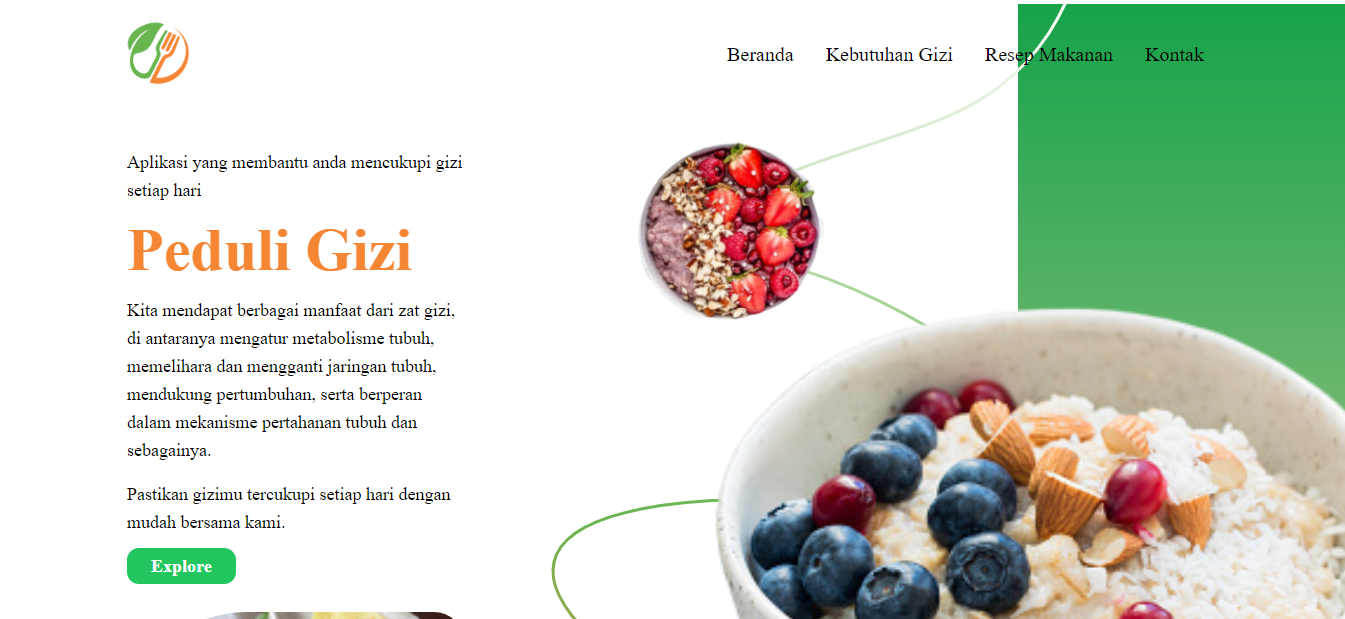 Beranda Kebutuhan Gizi Resep Makanan Kontak
Aplikasi yang membantu anda mencukupi gizi
setiap hari
Peduli Gizi
Kita mendapat berbagai manfaat dari zat gizi,
di antaranya mengatur metabolisme tubuh,
memelihara dan mengganti jaringan tubuh,
mendukung pertumbuhan, serta berperan
dalam mekanisme pertahanan tubuh dan
sebagainya.
Pastikan gizimu tercukupi setiap hari dengan
mudah bersama kami.
Explore